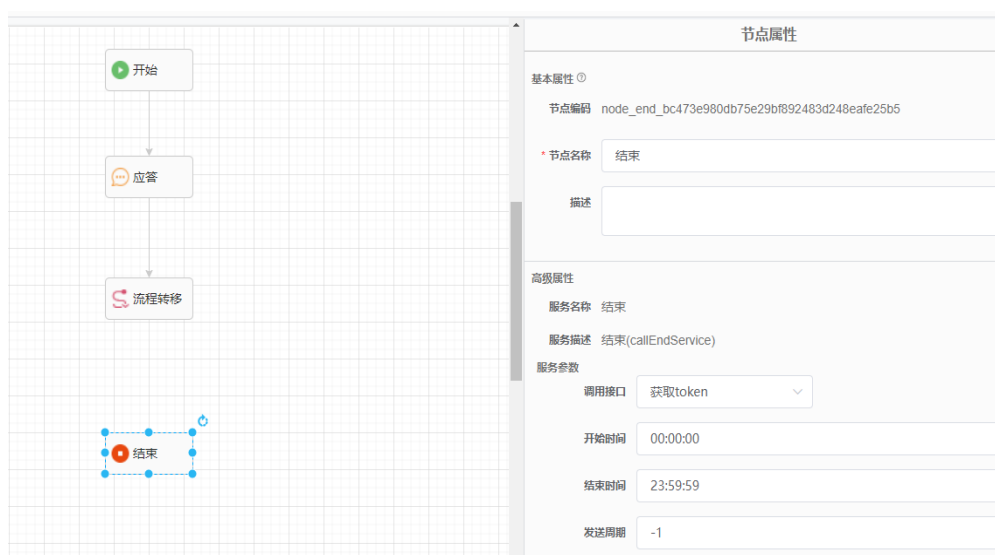 开始
应答
流程转移
结束
节点属性
基本属性
节点编码 node_end_bc473e980db75e29bf892483d248eafe25b5
* 节点名称 结束
描述
高级属性
服务名称 结束
服务描述 结束(callEndService)
服务参数
调用接口 获取token
开始时间 00:00:00
结束时间 23:59:59
发送周期 -1